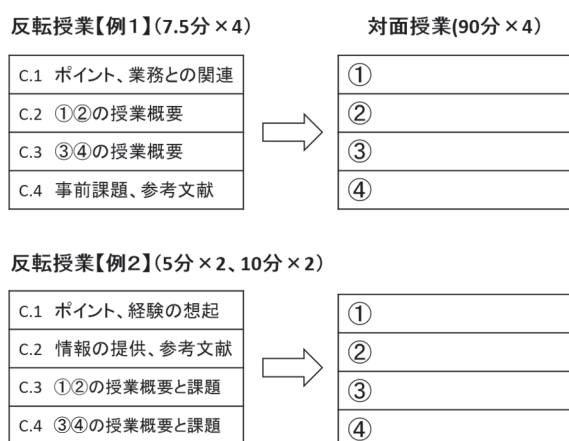 反転授業【例1】(7.5分×4)
対面授業(90分×4)
C.1 ポイント、業務との関連
C.2 ①②の授業概要
C.3 ③④の授業概要
C.4 事前課題、参考文献
①
②
③
④
反転授業【例2】(5分×2、10分×2)
C.1 ポイント、経験の想起
C.2 情報の提供、参考文献
C.3 ①②の授業概要と課題
C.4 ③④の授業概要と課題
①
②
③
④